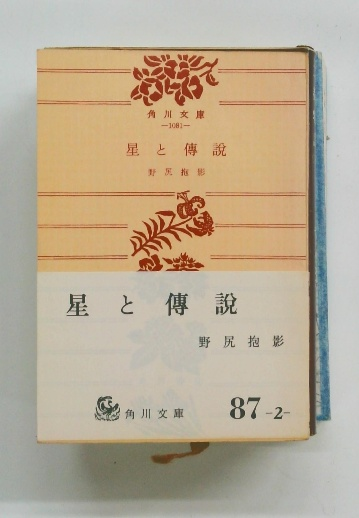 角川文庫
—1081—
星と傳說
野尻抱影
星と傳說
野尻抱影
角川文庫
87-2-